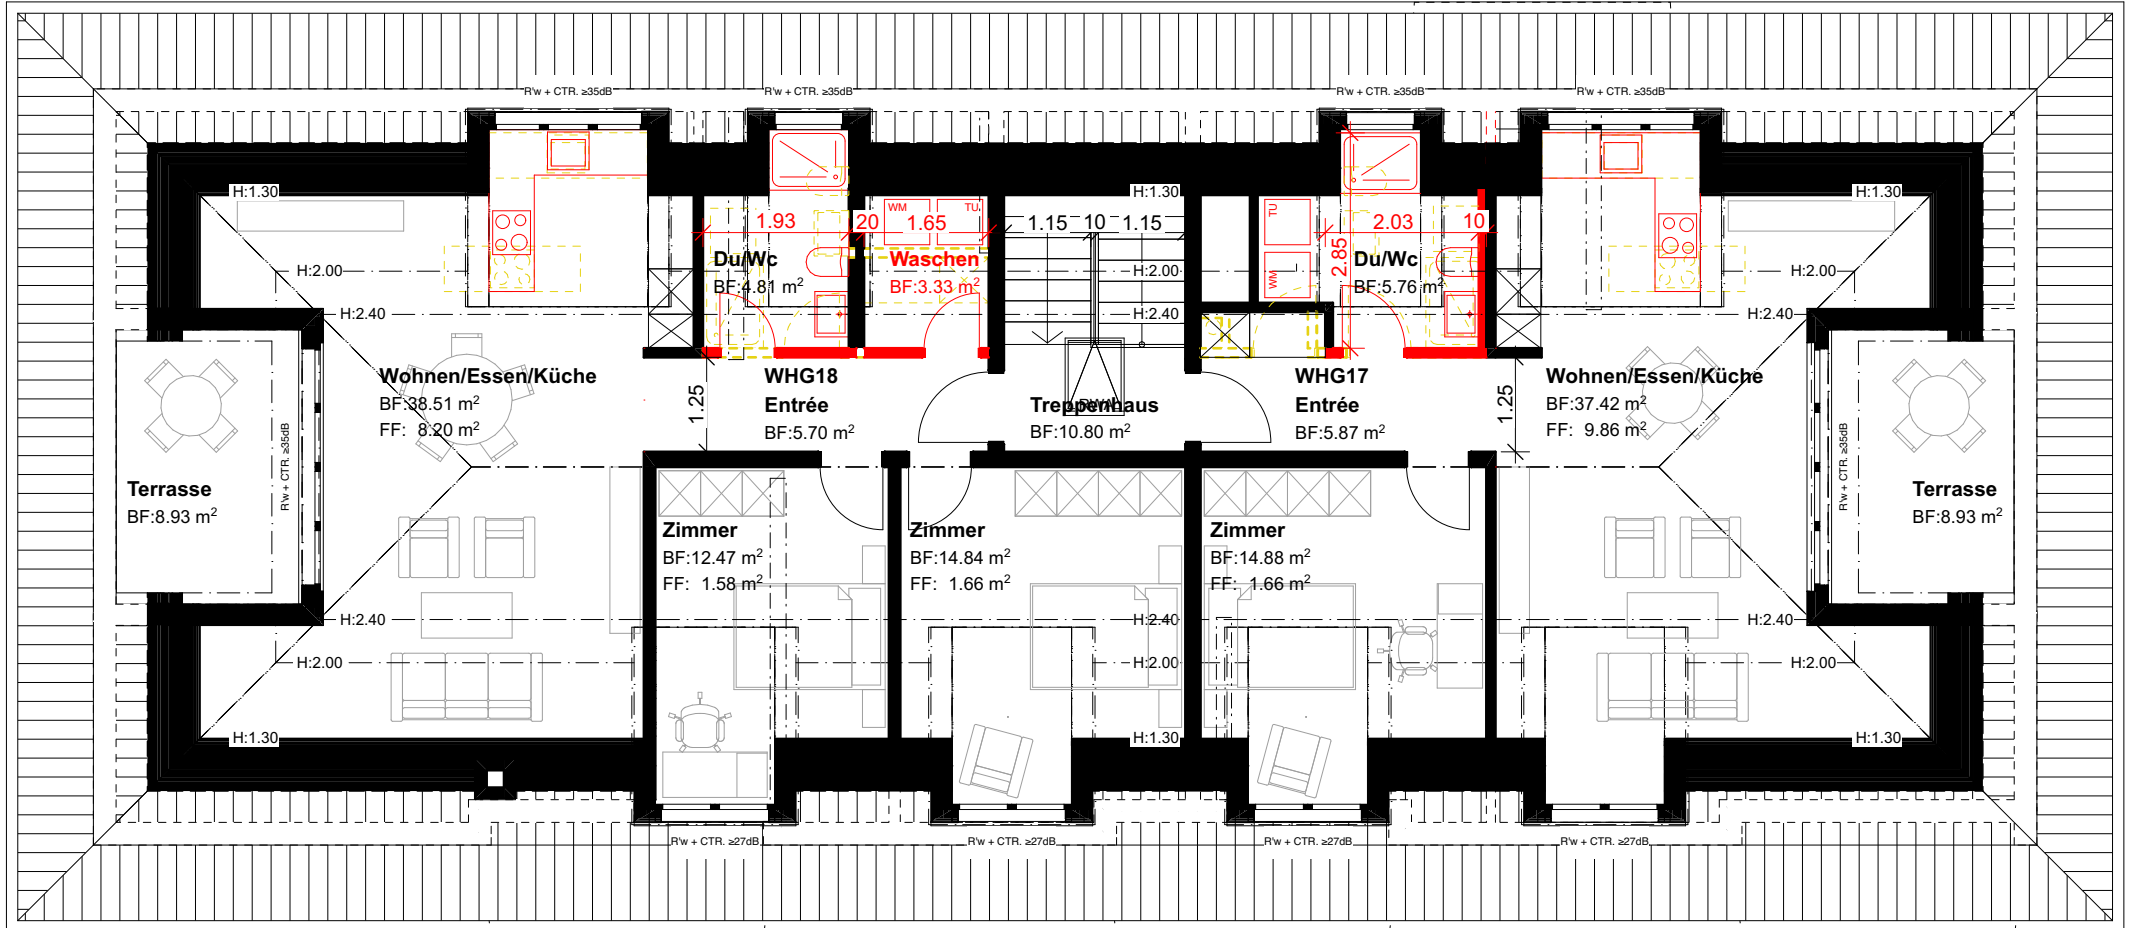 R'w + CTR. ≥35dB
R'w + CTR. ≥35dB
R'w + CTR. ≥35dB
R'w + CTR. ≥35dB
H:1.30
H:1.30
H:1.30
WM
TU
TU
WM
1.93
20
1.65
1.15
10
1.15
2.03
10
2.85
Du/Wc
BF:4.81 m²
Waschen
BF:3.33 m²
Du/Wc
BF:5.76 m²
H:2.00
H:2.00
H:2.00
H:2.40
H:2.40
H:2.40
1.25
1.25
Wohnen/Essen/Küche
BF:38.51 m²
FF: 8.20 m²
WHG18
Entrée
BF:5.70 m²
RWA
Treppenhaus
BF:10.80 m²
WHG17
Entrée
BF:5.87 m²
Wohnen/Essen/Küche
BF:37.42 m²
FF: 9.86 m²
R'w + CTR. ≥35dB
R'w + CTR. ≥35dB
Terrasse
BF:8.93 m²
Terrasse
BF:8.93 m²
Zimmer
BF:12.47 m²
FF: 1.58 m²
Zimmer
BF:14.84 m²
FF: 1.66 m²
Zimmer
BF:14.88 m²
FF: 1.66 m²
H:2.40
H:2.40
H:2.40
H:2.00
H:2.00
H:2.00
H:1.30
H:1.30
H:1.30
R'w + CTR. ≥27dB
R'w + CTR. ≥27dB
R'w + CTR. ≥27dB
R'w + CTR. ≥27dB